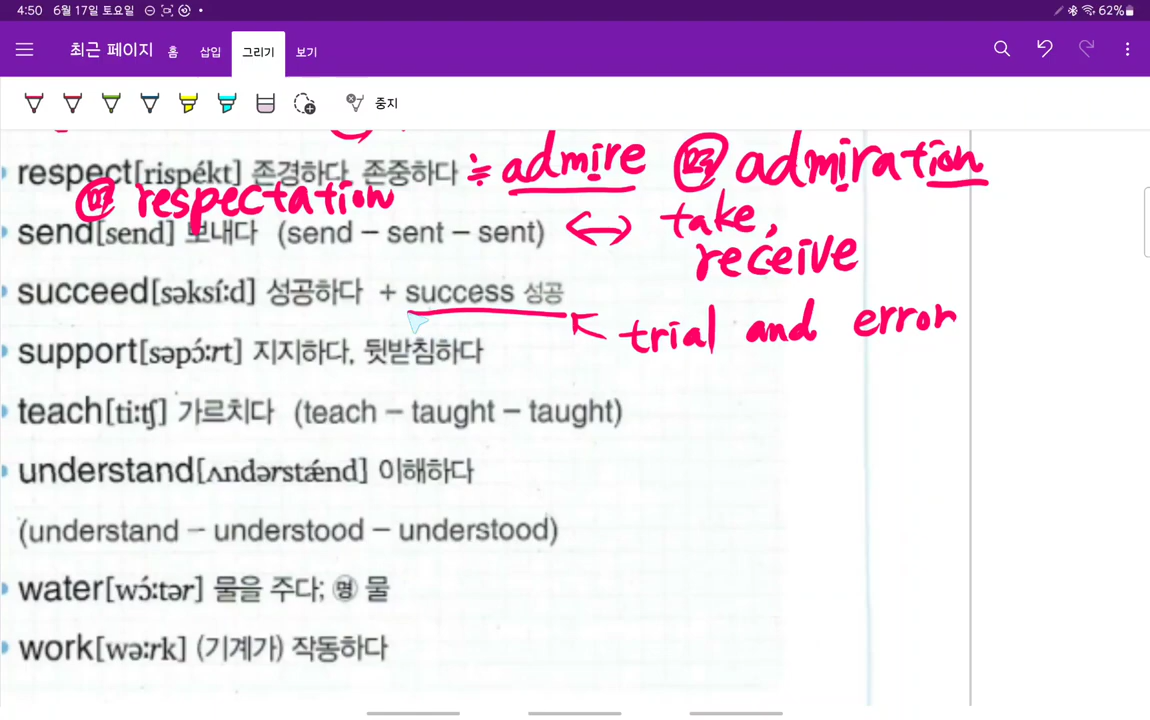 4:50 6월 17일 토요일 62%
최근 페이지 홈 삽입 그리기 보기
중지
respect[rispékt] 존경하다, 존중하다 ≒ admire 명 admiration
명 respectation
send[send] 보내다 (send – sent – sent) ↔ take,
receive
succeed[səksíːd] 성공하다 + success 성공
trial and error
support[səpɔ́ːrt] 지지하다, 뒷받침하다
teach[tiːtʃ] 가르치다 (teach – taught – taught)
understand[ʌndərstǽnd] 이해하다
(understand – understood – understood)
water[wɔ́ːtər] 물을 주다; 명 물
work[wəːrk] (기계가) 작동하다